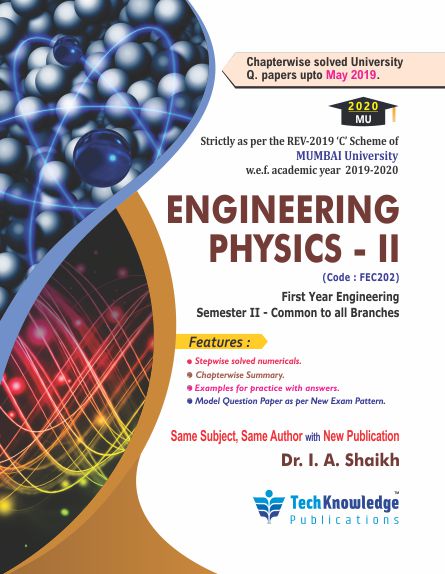 Chapterwise solved University
Q. papers upto May 2019.
2020
MU
Strictly as per the REV-2019 'C' Scheme of
MUMBAI University
w.e.f. academic year 2019-2020
ENGINEERING
PHYSICS - II
(Code : FEC202)
First Year Engineering
Semester II - Common to all Branches
Features :
Stepwise solved numericals.
Chapterwise Summary.
Examples for practice with answers.
Model Question Paper as per New Exam Pattern.
Same Subject, Same Author with New Publication
Dr. I. A. Shaikh
TechKnowledge™
Publications